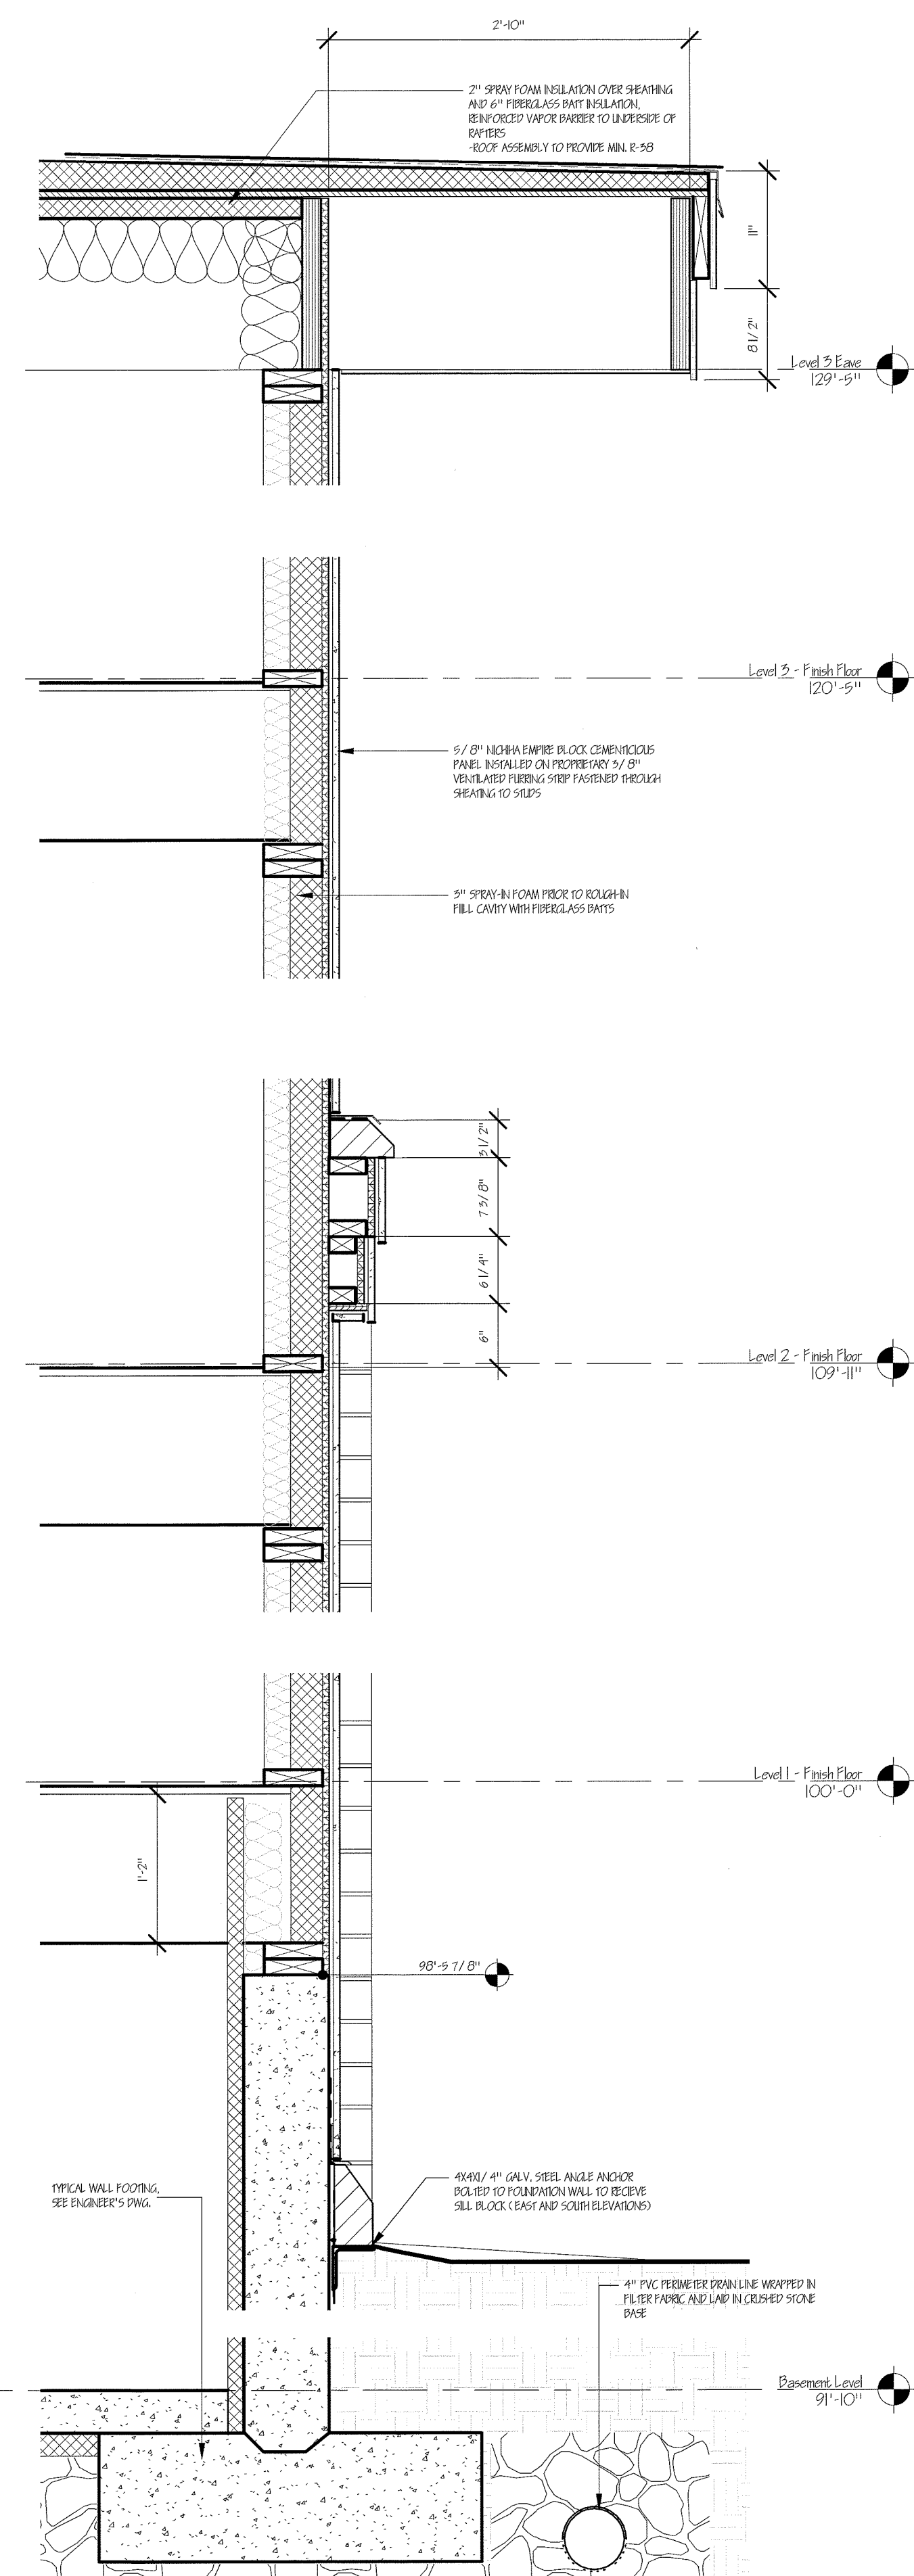 2'-10"
2" SPRAY FOAM INSULATION OVER SHEATHING
AND 6" FIBERGLASS BATT INSULATION,
REINFORCED VAPOR BARRIER TO UNDERSIDE OF
RAFTERS
-ROOF ASSEMBLY TO PROVIDE MIN. R-38
11"
8 1/2"
Level 3 Eave
129'-5"
Level 3 - Finish Floor
120'-5"
5/8" NICHIHA EMPIRE BLOCK CEMENTICIOUS
PANEL INSTALLED ON PROPRIETARY 3/8"
VENTILATED FURRING STRIP FASTENED THROUGH
SHEATING TO STUDS
3" SPRAY-IN FOAM PRIOR TO ROUGH-IN
FIILL CAVITY WITH FIBERGLASS BATTS
3 1/2"
7 3/8"
6 1/4"
6"
Level 2 - Finish Floor
109'-11"
Level 1 - Finish Floor
100'-0"
1'-2"
98'-5 7/8"
TYPICAL WALL FOOTING,
SEE ENGINEER'S DWG.
4X4X1/4" GALV. STEEL ANGLE ANCHOR
BOLTED TO FOUNDATION WALL TO RECIEVE
SILL BLOCK (EAST AND SOUTH ELEVATIONS)
4" PVC PERIMETER DRAIN LINE WRAPPED IN
FILTER FABRIC AND LAID IN CRUSHED STONE
BASE
Basement Level
91'-10"